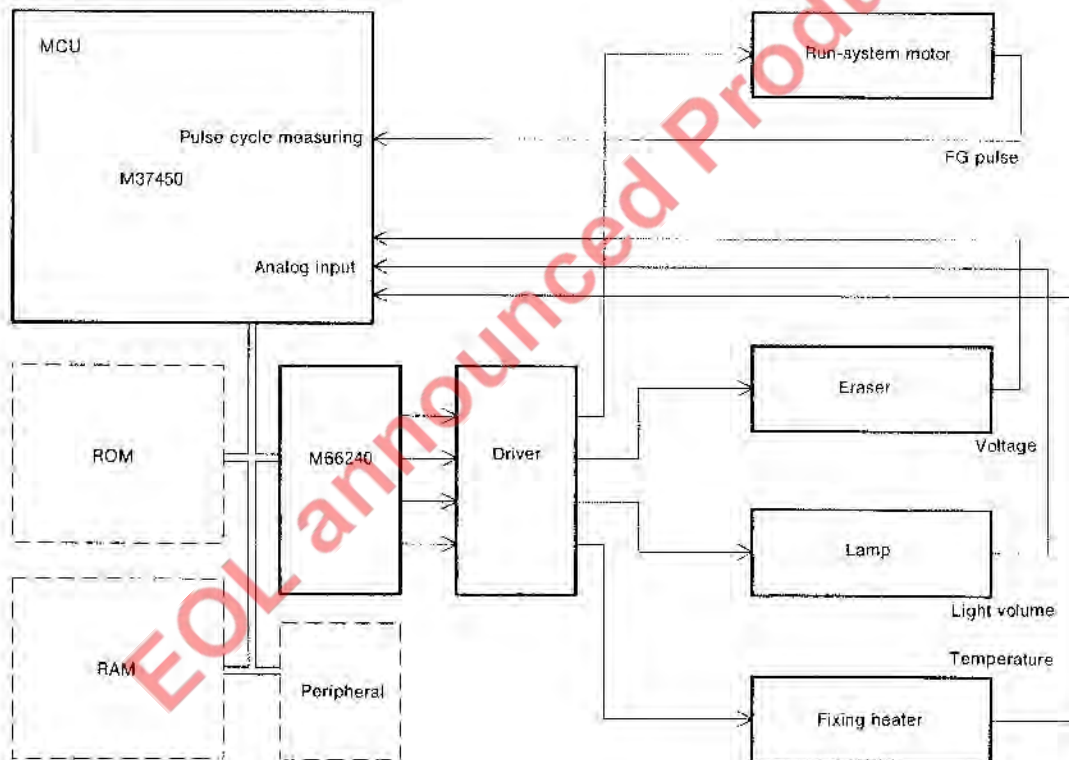 MCU
Run-system motor
Pulse cycle measuring
FG pulse
M37450
Analog input
Eraser
Voltage
ROM
M66240
Driver
Lamp
Light volume
RAM
Temperature
Peripheral
Fixing heater
EOL announced Produ